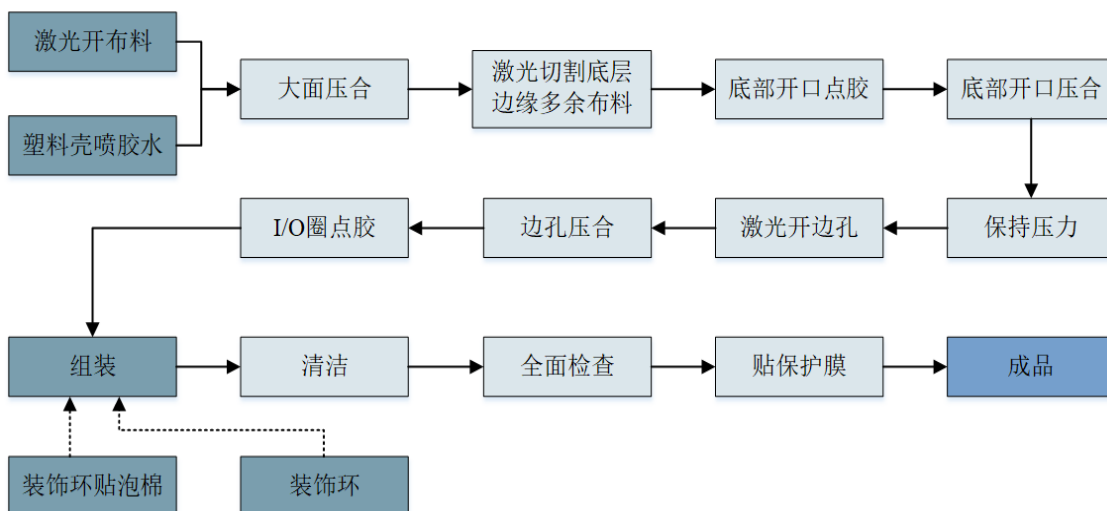 激光开布料
塑料壳喷胶水
大面压合
激光切割底层
边缘多余布料
底部开口点胶
底部开口压合
保持压力
激光开边孔
边孔压合
I/O圈点胶
组装
清洁
全面检查
贴保护膜
成品
装饰环贴泡棉
装饰环